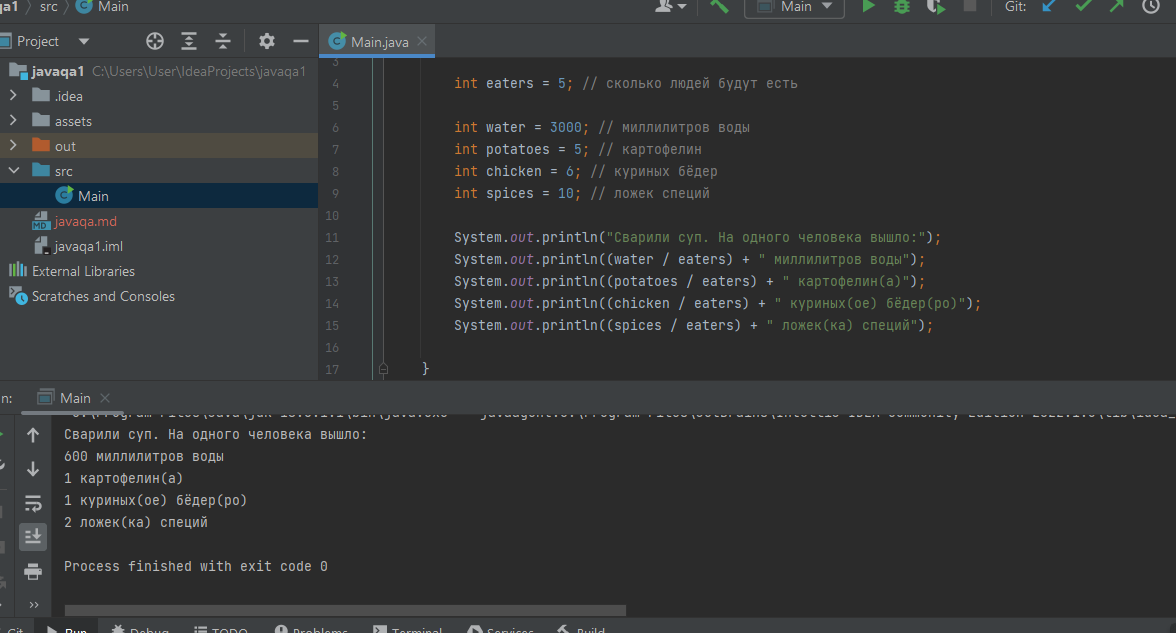 qa1 src Main
Main Git:
Project
Main.java
javaqa1 C:\Users\User\IdeaProjects\javaqa1
.idea
assets
out
src
Main
javaqa.md
javaqa1.iml
External Libraries
Scratches and Consoles
3
4 int eaters = 5; // сколько людей будут есть
5
6 int water = 3000; // миллилитров воды
7 int potatoes = 5; // картофелин
8 int chicken = 6; // куриных бёдер
9 int spices = 10; // ложек специй
10
11 System.out.println("Сварили суп. На одного человека вышло:");
12 System.out.println((water / eaters) + " миллилитров воды");
13 System.out.println((potatoes / eaters) + " картофелин(а)");
14 System.out.println((chicken / eaters) + " куриных(ое) бёдер(ро)");
15 System.out.println((spices / eaters) + " ложек(ка) специй");
16
17 }
n: Main
Сварили суп. На одного человека вышло:
600 миллилитров воды
1 картофелин(а)
1 куриных(ое) бёдер(ро)
2 ложек(ка) специй
Process finished with exit code 0
Git Run Debug TODO Problems Terminal Services Build